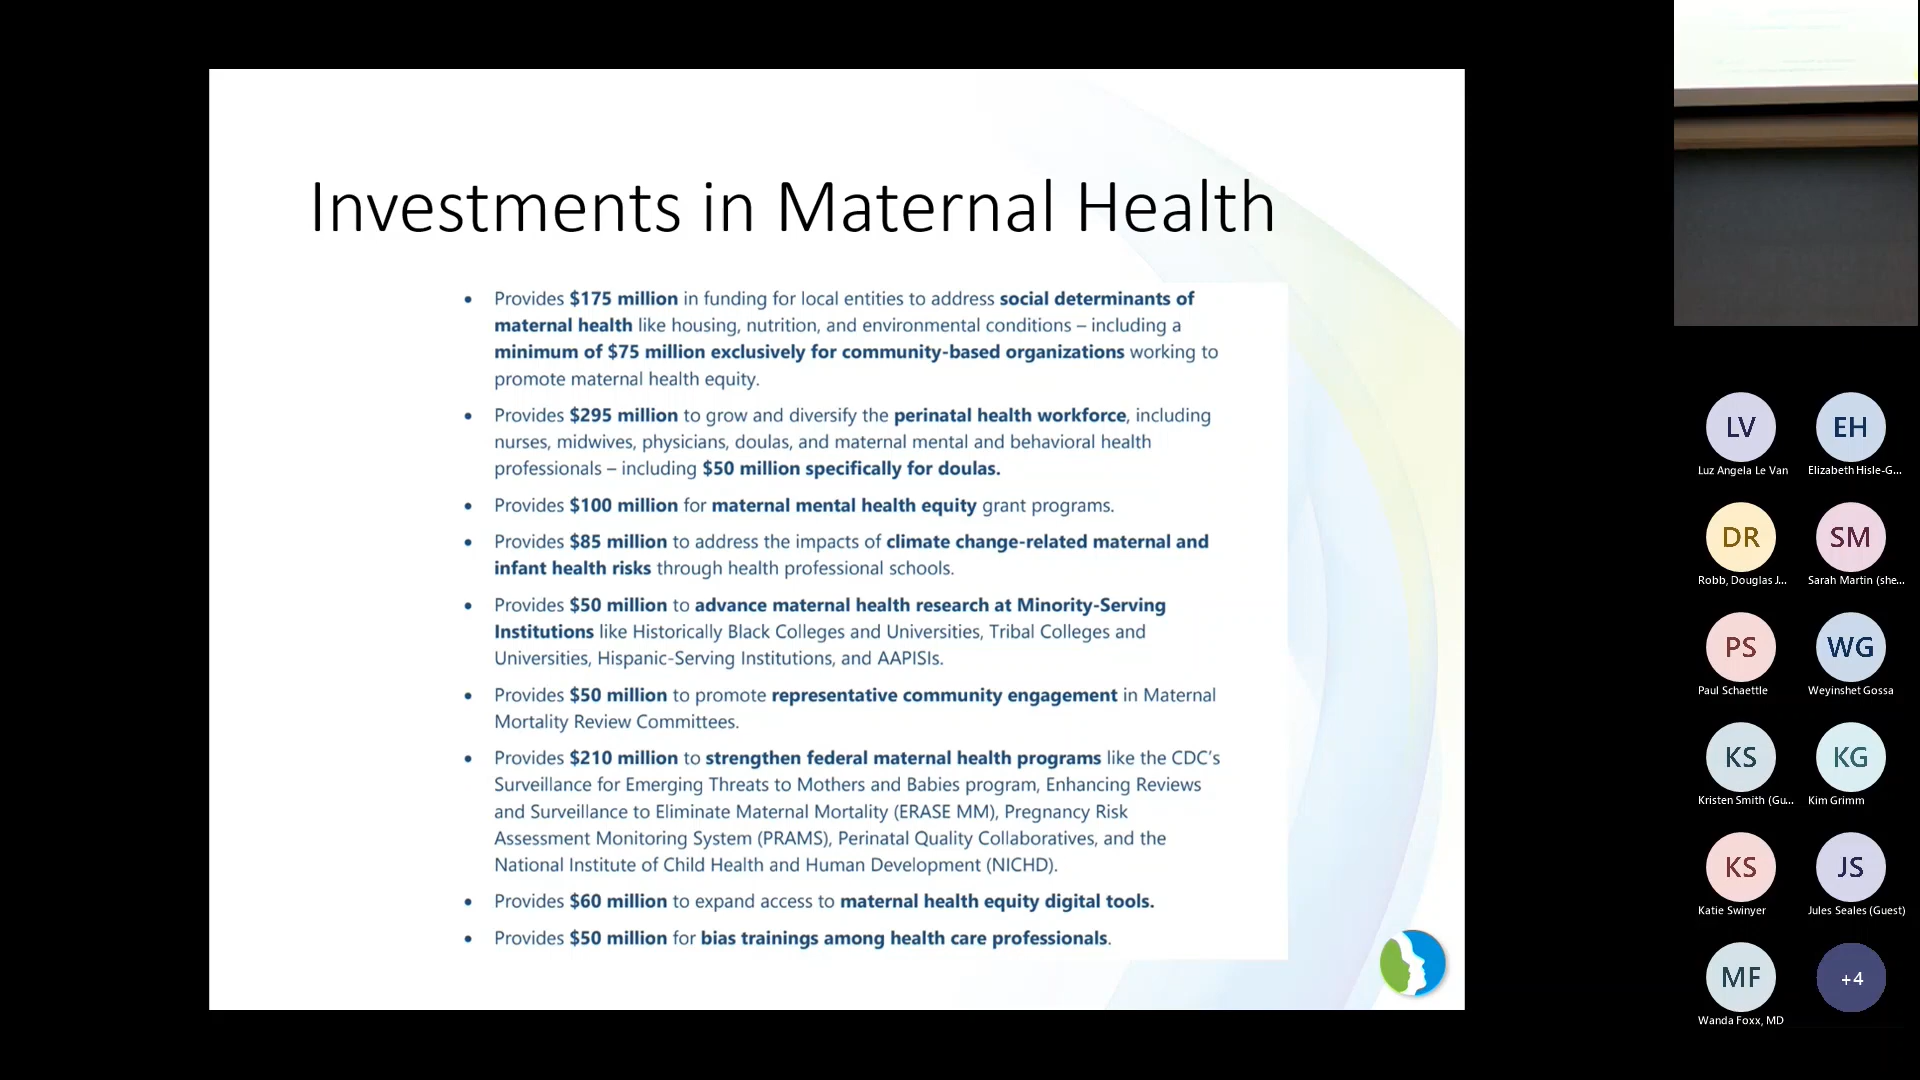 Investments in Maternal Health
• Provides $175 million in funding for local entities to address social determinants of
maternal health like housing, nutrition, and environmental conditions – including a
minimum of $75 million exclusively for community-based organizations working to
promote maternal health equity.
• Provides $295 million to grow and diversify the perinatal health workforce, including
nurses, midwives, physicians, doulas, and maternal mental and behavioral health
professionals – including $50 million specifically for doulas.
• Provides $100 million for maternal mental health equity grant programs.
• Provides $85 million to address the impacts of climate change-related maternal and
infant health risks through health professional schools.
• Provides $50 million to advance maternal health research at Minority-Serving
Institutions like Historically Black Colleges and Universities, Tribal Colleges and
Universities, Hispanic-Serving Institutions, and AAPISIs.
• Provides $50 million to promote representative community engagement in Maternal
Mortality Review Committees.
• Provides $210 million to strengthen federal maternal health programs like the CDC’s
Surveillance for Emerging Threats to Mothers and Babies program, Enhancing Reviews
and Surveillance to Eliminate Maternal Mortality (ERASE MM), Pregnancy Risk
Assessment Monitoring System (PRAMS), Perinatal Quality Collaboratives, and the
National Institute of Child Health and Human Development (NICHD).
• Provides $60 million to expand access to maternal health equity digital tools.
• Provides $50 million for bias trainings among health care professionals.
LV EH
Luz Angela Le Van Elizabeth Hisle-G...
DR SM
Robb, Douglas J... Sarah Martin (she...
PS WG
Paul Schaettle Weyinshet Gossa
KS KG
Kristen Smith (Gu... Kim Grimm
KS JS
Katie Swinyer Jules Seales (Guest)
MF +4
Wanda Foxx, MD